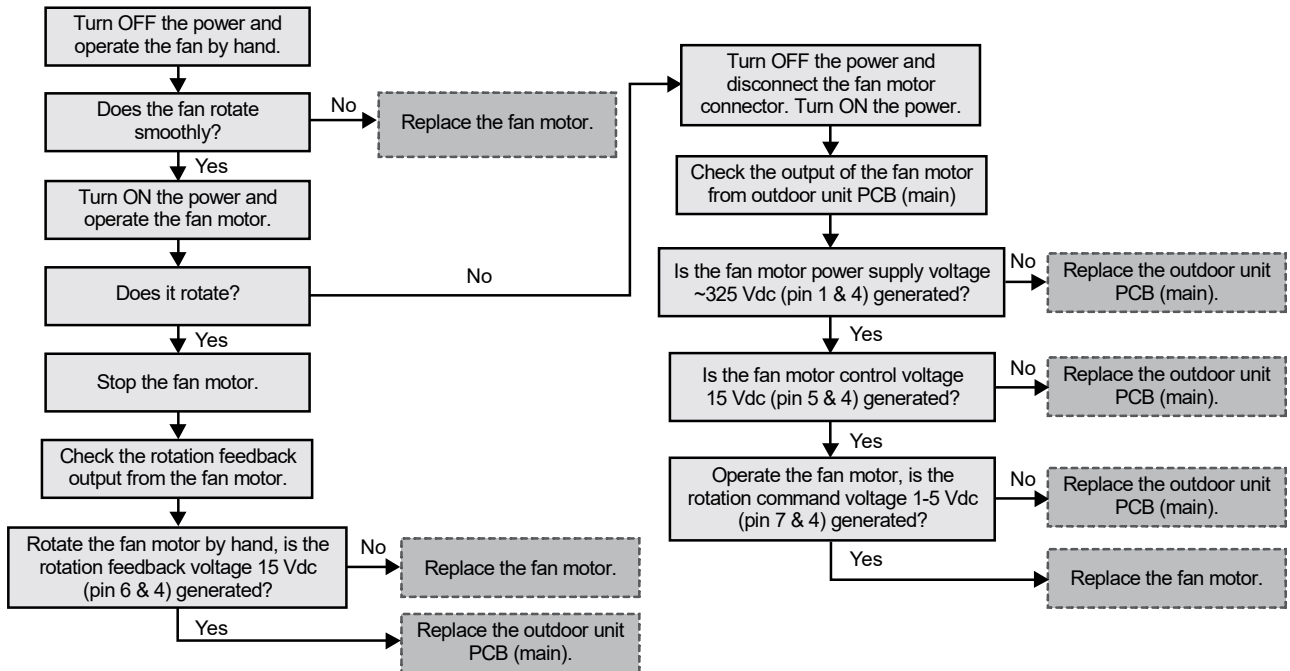 Turn OFF the power and
operate the fan by hand.
Does the fan rotate
smoothly?
No
Replace the fan motor.
Yes
Turn ON the power and
operate the fan motor.
Does it rotate?
No
Yes
Stop the fan motor.
Check the rotation feedback
output from the fan motor.
Rotate the fan motor by hand, is the
rotation feedback voltage 15 Vdc
(pin 6 & 4) generated?
No
Replace the fan motor.
Yes
Replace the outdoor unit
PCB (main).
Turn OFF the power and
disconnect the fan motor
connector. Turn ON the power.
Check the output of the fan motor
from outdoor unit PCB (main)
Is the fan motor power supply voltage
~325 Vdc (pin 1 & 4) generated?
No
Replace the outdoor unit
PCB (main).
Yes
Is the fan motor control voltage
15 Vdc (pin 5 & 4) generated?
No
Replace the outdoor unit
PCB (main).
Yes
Operate the fan motor, is the
rotation command voltage 1-5 Vdc
(pin 7 & 4) generated?
No
Replace the outdoor unit
PCB (main).
Yes
Replace the fan motor.